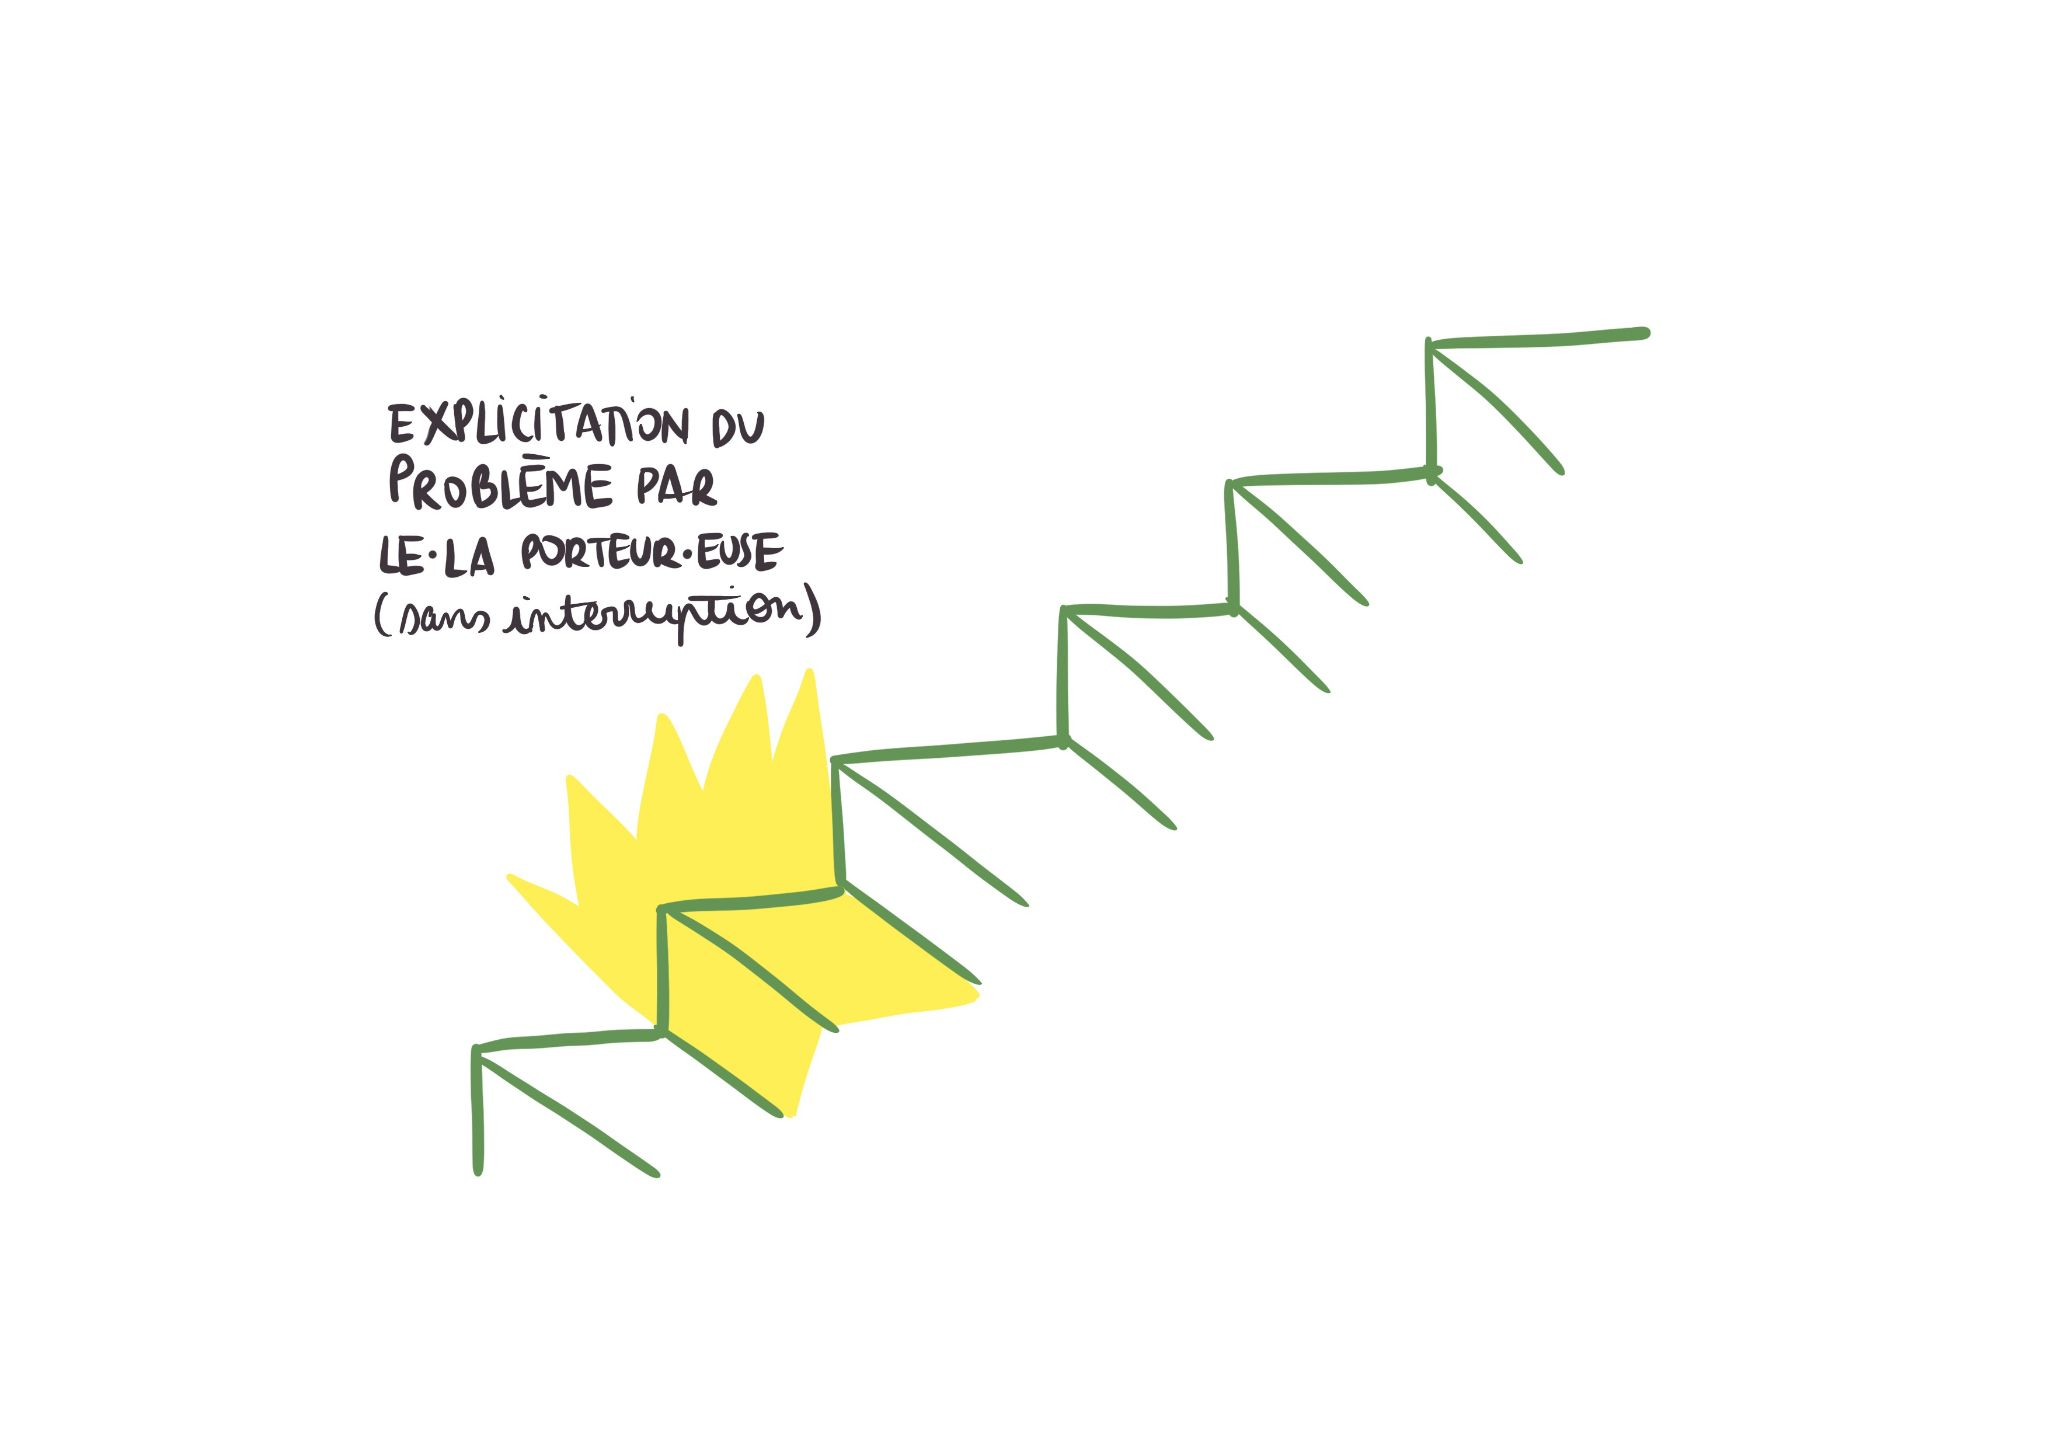 EXPLICITATION DU
PROBLÈME PAR
LE·LA PORTEUR·EUSE
(sans interruption)